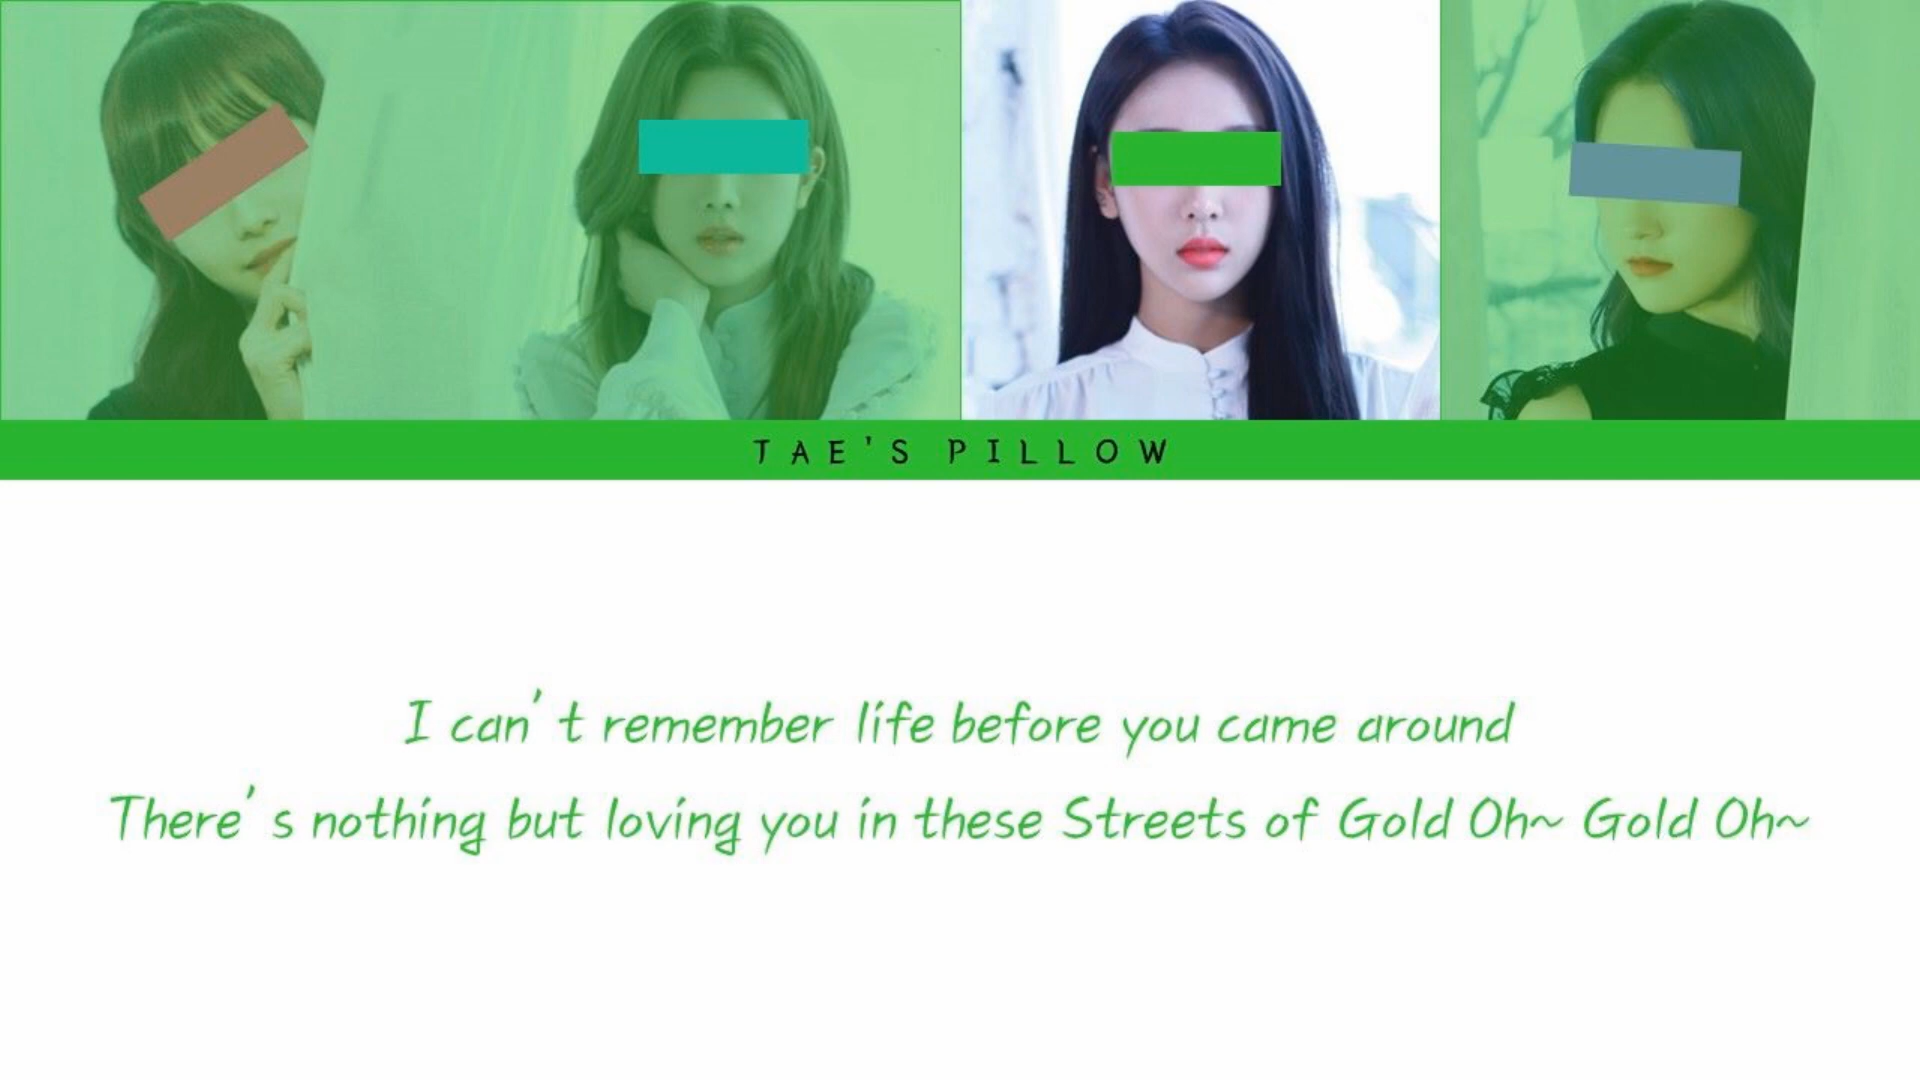 TAE'S PILLOW
I can't remember life before you came around
There's nothing but loving you in these Streets of Gold Oh~ Gold Oh~